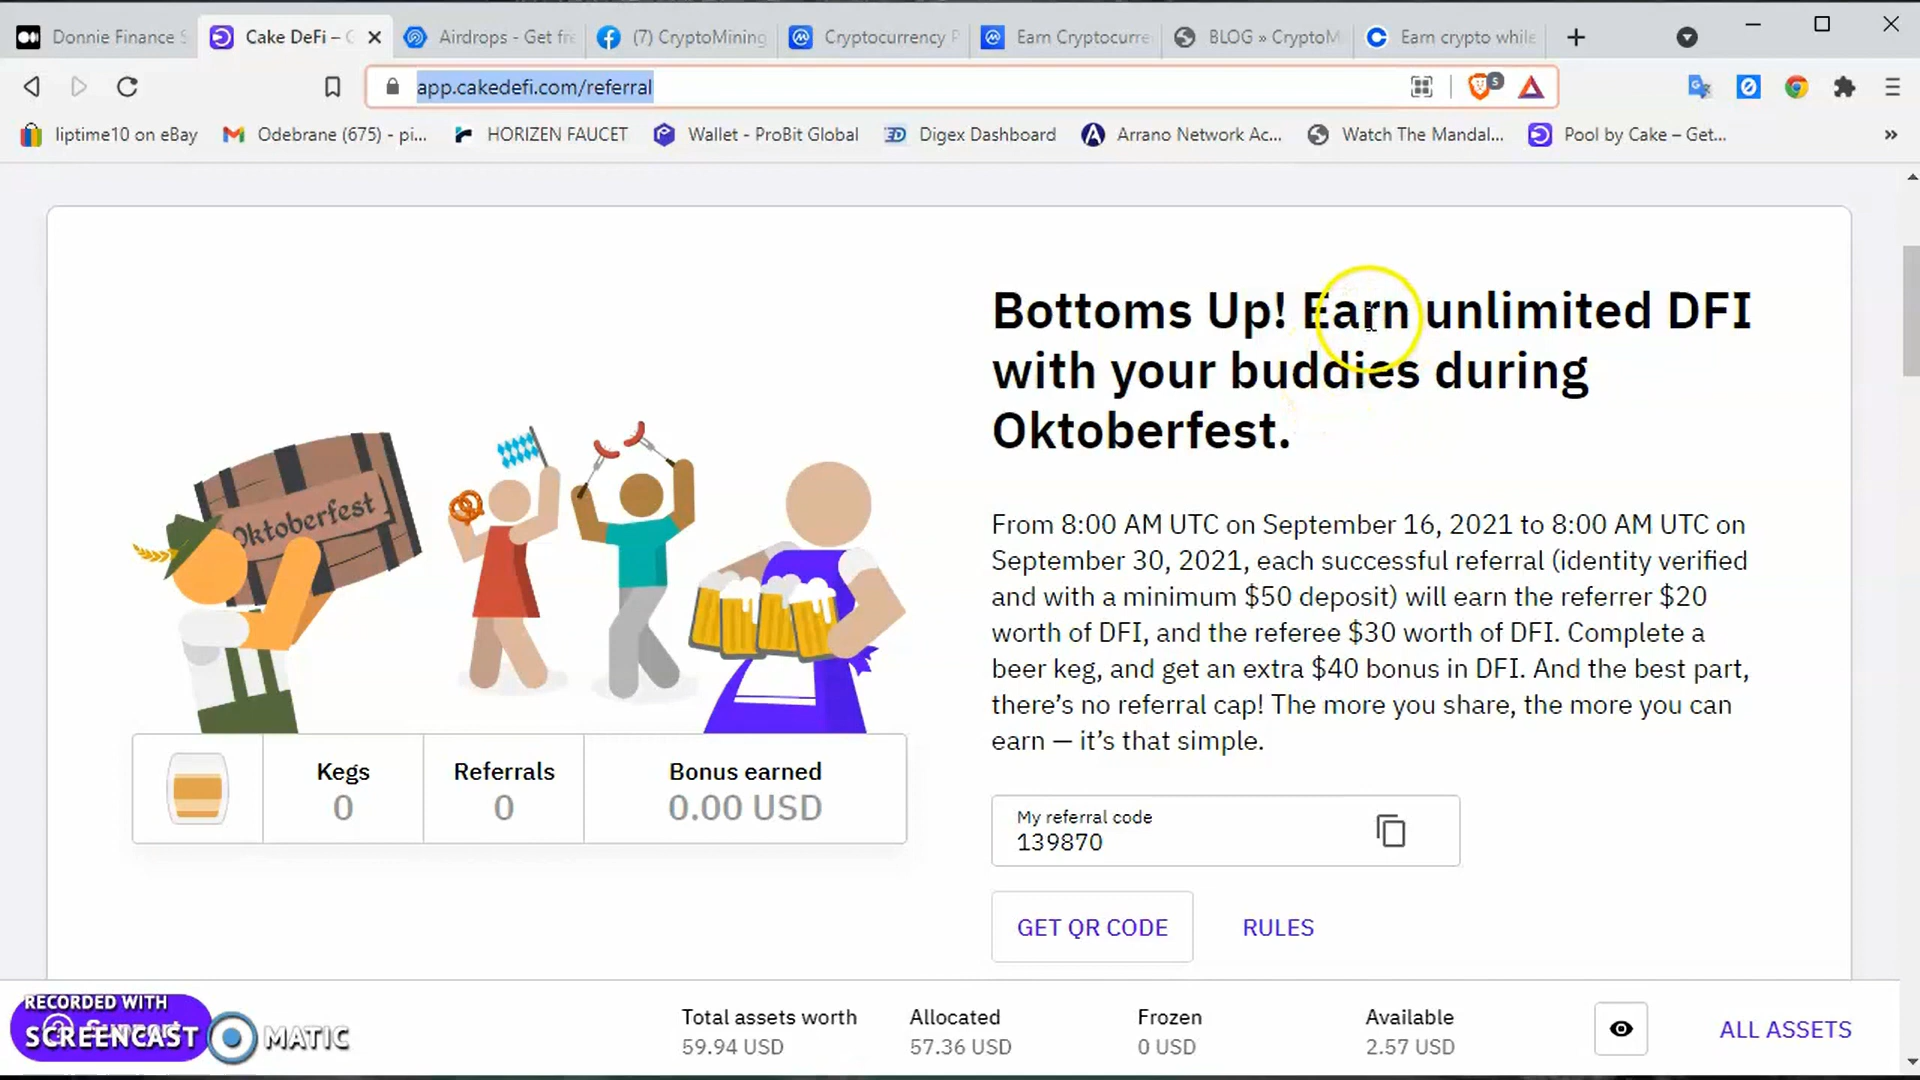 Donnie Finance S
Cake DeFi – G
Airdrops - Get fre
(7) CryptoMining
Cryptocurrency P
Earn Cryptocurre
BLOG » CryptoM
Earn crypto while
app.cakedefi.com/referral
5
liptime10 on eBay
Odebrane (675) - pi...
HORIZEN FAUCET
Wallet - ProBit Global
Digex Dashboard
Arrano Network Ac...
Watch The Mandal...
Pool by Cake – Get...
»
Bottoms Up! Earn unlimited DFI
with your buddies during
Oktoberfest.
Oktoberfest
From 8:00 AM UTC on September 16, 2021 to 8:00 AM UTC on
September 30, 2021, each successful referral (identity verified
and with a minimum $50 deposit) will earn the referrer $20
worth of DFI, and the referee $30 worth of DFI. Complete a
beer keg, and get an extra $40 bonus in DFI. And the best part,
there’s no referral cap! The more you share, the more you can
earn — it’s that simple.
Kegs
0
Referrals
0
Bonus earned
0.00 USD
My referral code
139870
GET QR CODE
RULES
RECORDED WITH
SCREENCAST MATIC
Total assets worth
59.94 USD
Allocated
57.36 USD
Frozen
0 USD
Available
2.57 USD
ALL ASSETS